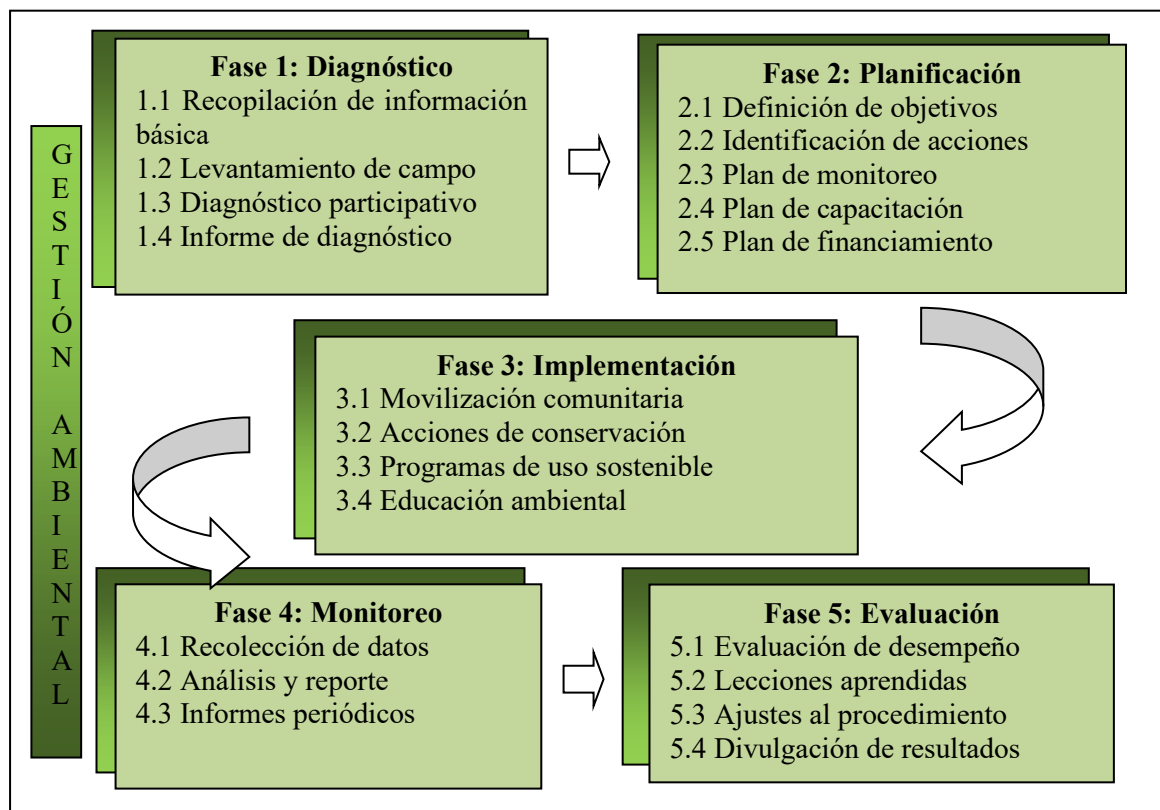 GESTIÓN AMBIENTAL
Fase 1: Diagnóstico
1.1 Recopilación de información
básica
1.2 Levantamiento de campo
1.3 Diagnóstico participativo
1.4 Informe de diagnóstico
Fase 2: Planificación
2.1 Definición de objetivos
2.2 Identificación de acciones
2.3 Plan de monitoreo
2.4 Plan de capacitación
2.5 Plan de financiamiento
Fase 3: Implementación
3.1 Movilización comunitaria
3.2 Acciones de conservación
3.3 Programas de uso sostenible
3.4 Educación ambiental
Fase 4: Monitoreo
4.1 Recolección de datos
4.2 Análisis y reporte
4.3 Informes periódicos
Fase 5: Evaluación
5.1 Evaluación de desempeño
5.2 Lecciones aprendidas
5.3 Ajustes al procedimiento
5.4 Divulgación de resultados